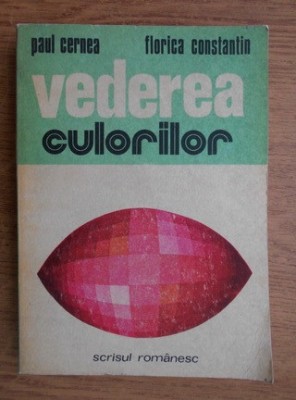 paul cernea florica constantin
vederea
culorilor
scrisul românesc